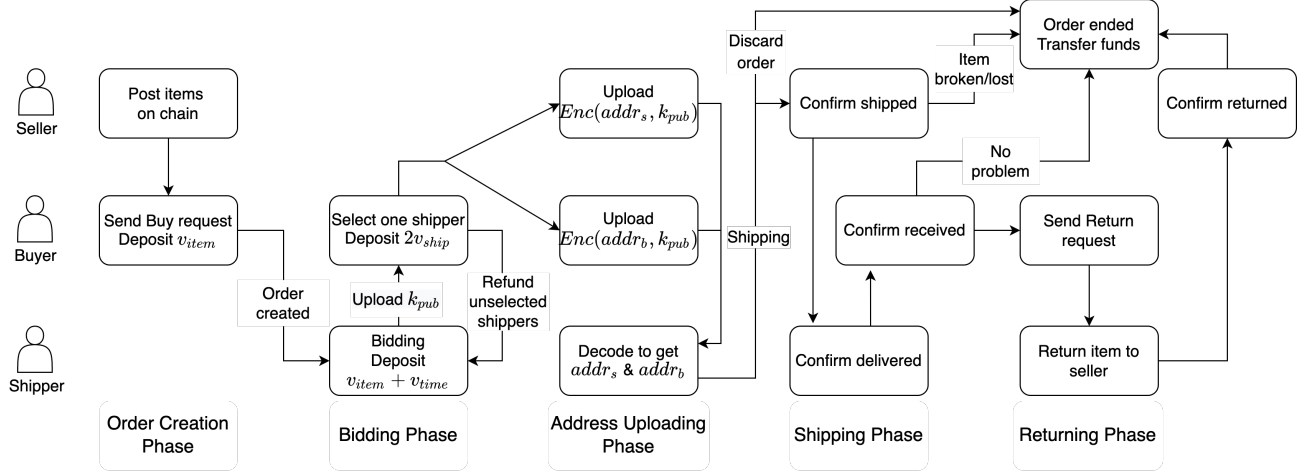 Order ended
Transfer funds
Discard
order
Item
broken/lost
Seller
Post items
on chain
Upload
Enc(addr_s, k_pub)
Confirm shipped
Confirm returned
No
problem
Buyer
Send Buy request
Deposit v_item
Select one shipper
Deposit 2v_ship
Upload
Enc(addr_b, k_pub)
Shipping
Confirm received
Send Return
request
Order
created
Upload k_pub
Refund
unselected
shippers
Shipper
Bidding
Deposit
v_item + v_time
Decode to get
addr_s & addr_b
Confirm delivered
Return item to
seller
Order Creation
Phase
Bidding Phase
Address Uploading
Phase
Shipping Phase
Returning Phase